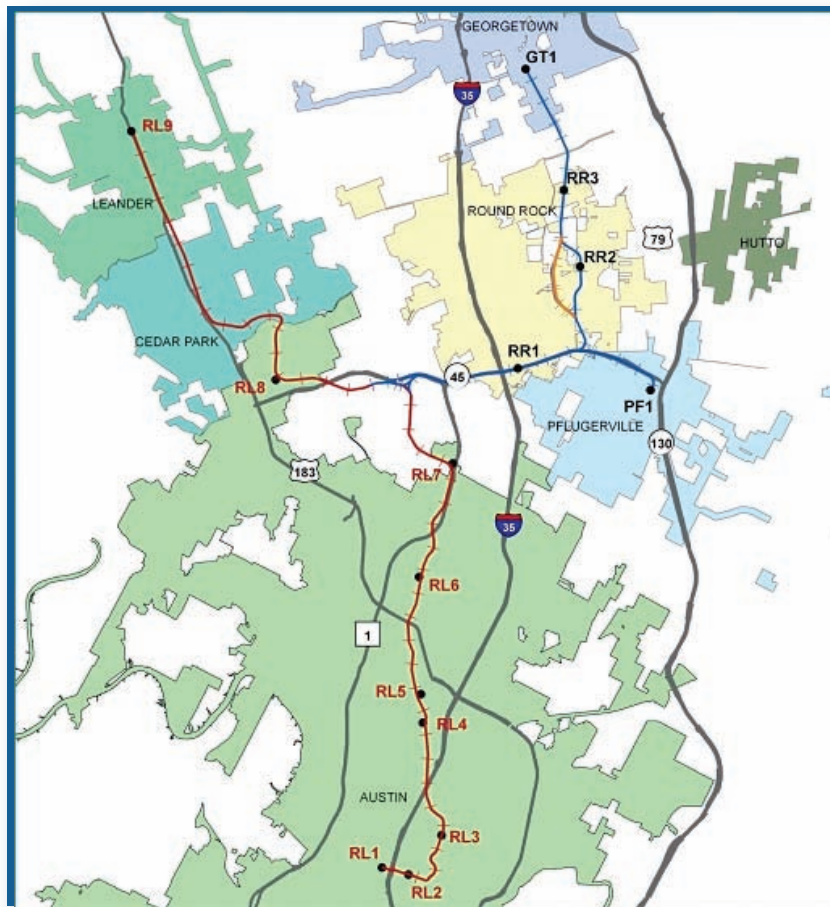 GEORGETOWN
GT1
35
RL9
RR3
LEANDER
ROUND ROCK
79
HUTTO
RR2
CEDAR PARK
RR1
45
RL8
PF1
PFLUGERVILLE
130
RL7
183
35
RL6
1
RL5
RL4
AUSTIN
RL3
RL1
RL2